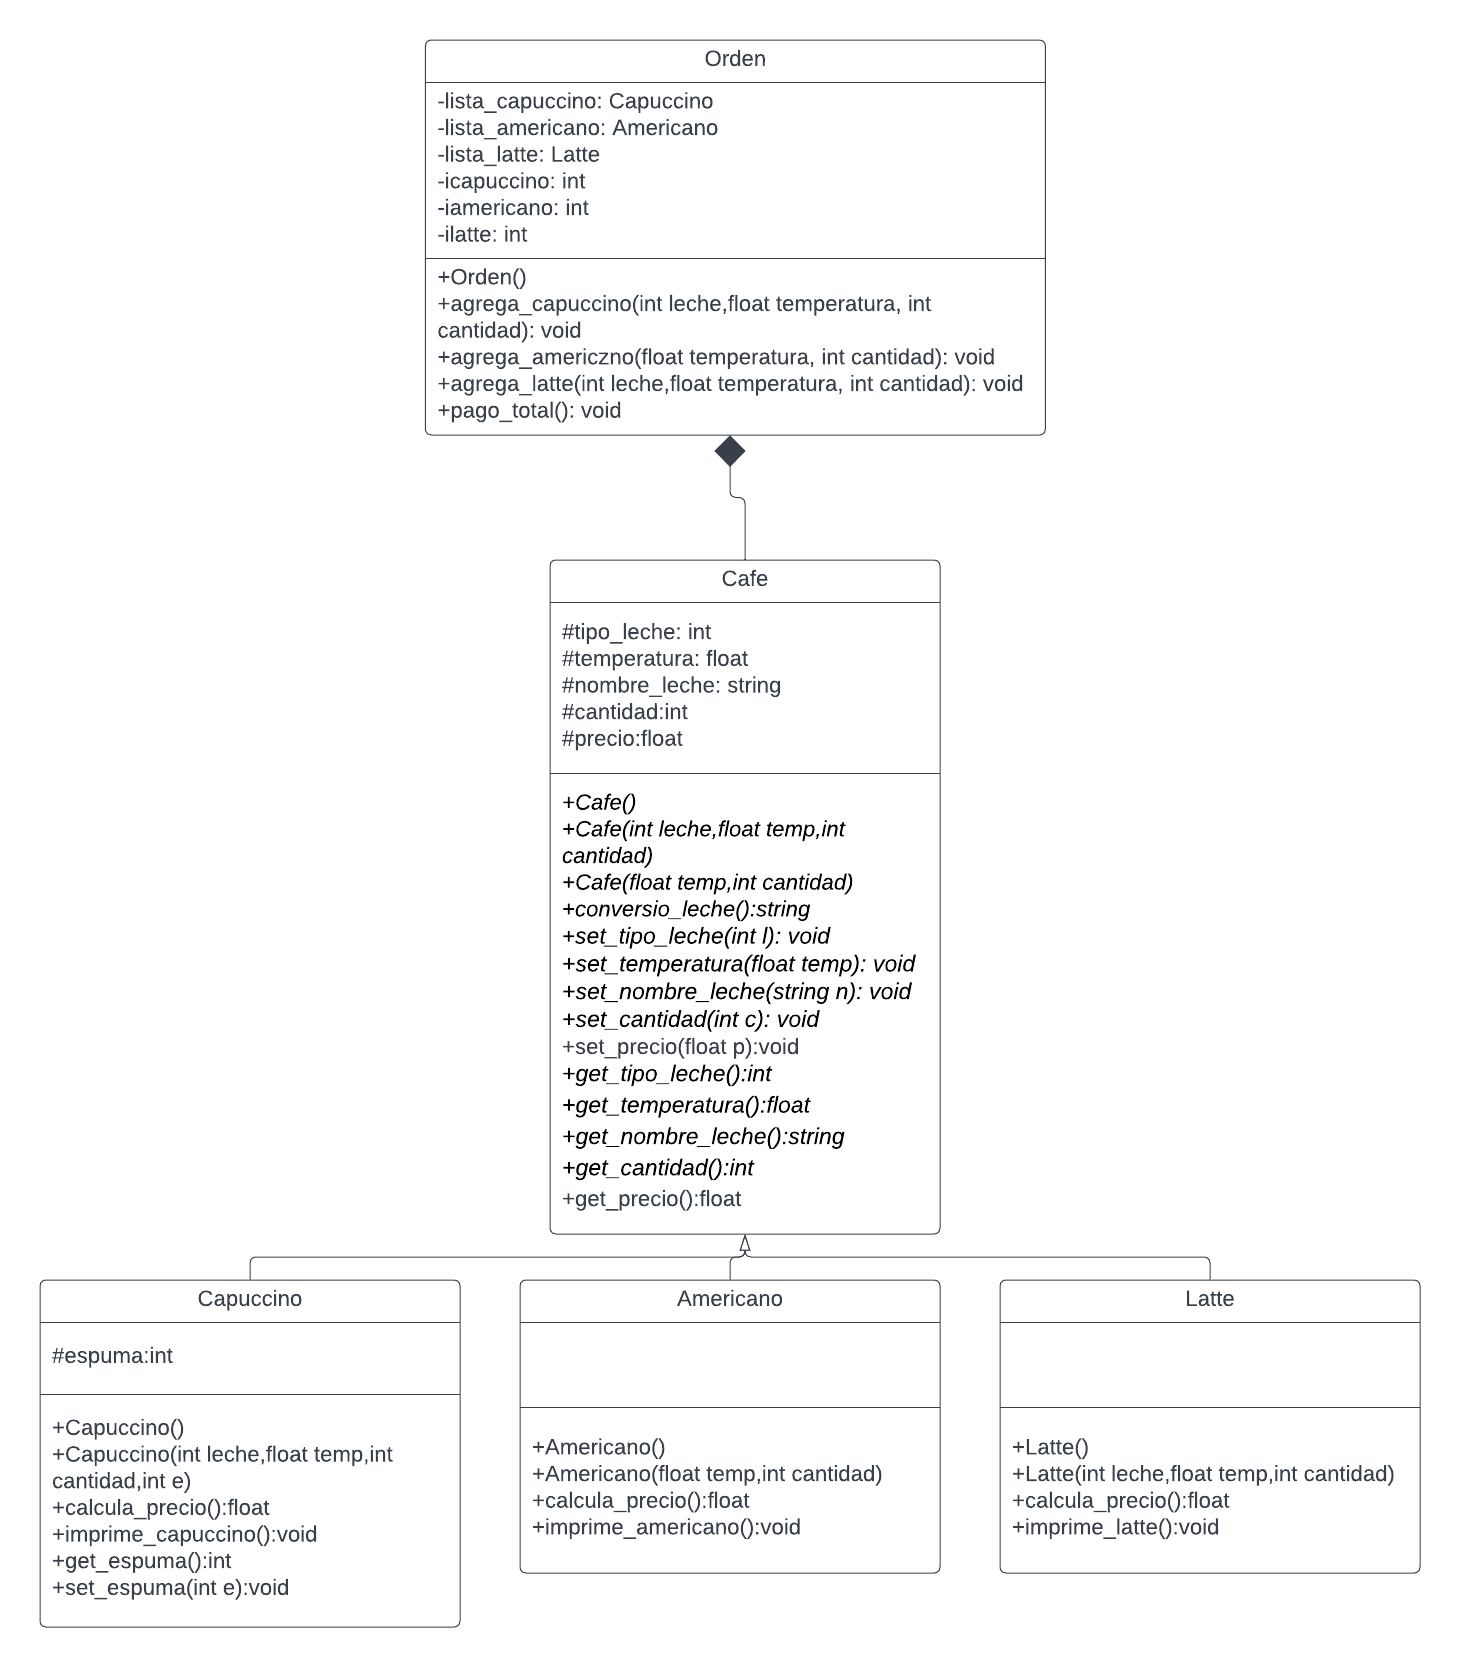 Orden
-lista_capuccino: Capuccino
-lista_americano: Americano
-lista_latte: Latte
-icapuccino: int
-iamericano: int
-ilatte: int
+Orden()
+agrega_capuccino(int leche,float temperatura, int
cantidad): void
+agrega_americzno(float temperatura, int cantidad): void
+agrega_latte(int leche,float temperatura, int cantidad): void
+pago_total(): void
Cafe
#tipo_leche: int
#temperatura: float
#nombre_leche: string
#cantidad:int
#precio:float
+Cafe()
+Cafe(int leche,float temp,int
cantidad)
+Cafe(float temp,int cantidad)
+conversio_leche():string
+set_tipo_leche(int l): void
+set_temperatura(float temp): void
+set_nombre_leche(string n): void
+set_cantidad(int c): void
+set_precio(float p):void
+get_tipo_leche():int
+get_temperatura():float
+get_nombre_leche():string
+get_cantidad():int
+get_precio():float
Capuccino
#espuma:int
+Capuccino()
+Capuccino(int leche,float temp,int
cantidad,int e)
+calcula_precio():float
+imprime_capuccino():void
+get_espuma():int
+set_espuma(int e):void
Americano
+Americano()
+Americano(float temp,int cantidad)
+calcula_precio():float
+imprime_americano():void
Latte
+Latte()
+Latte(int leche,float temp,int cantidad)
+calcula_precio():float
+imprime_latte():void